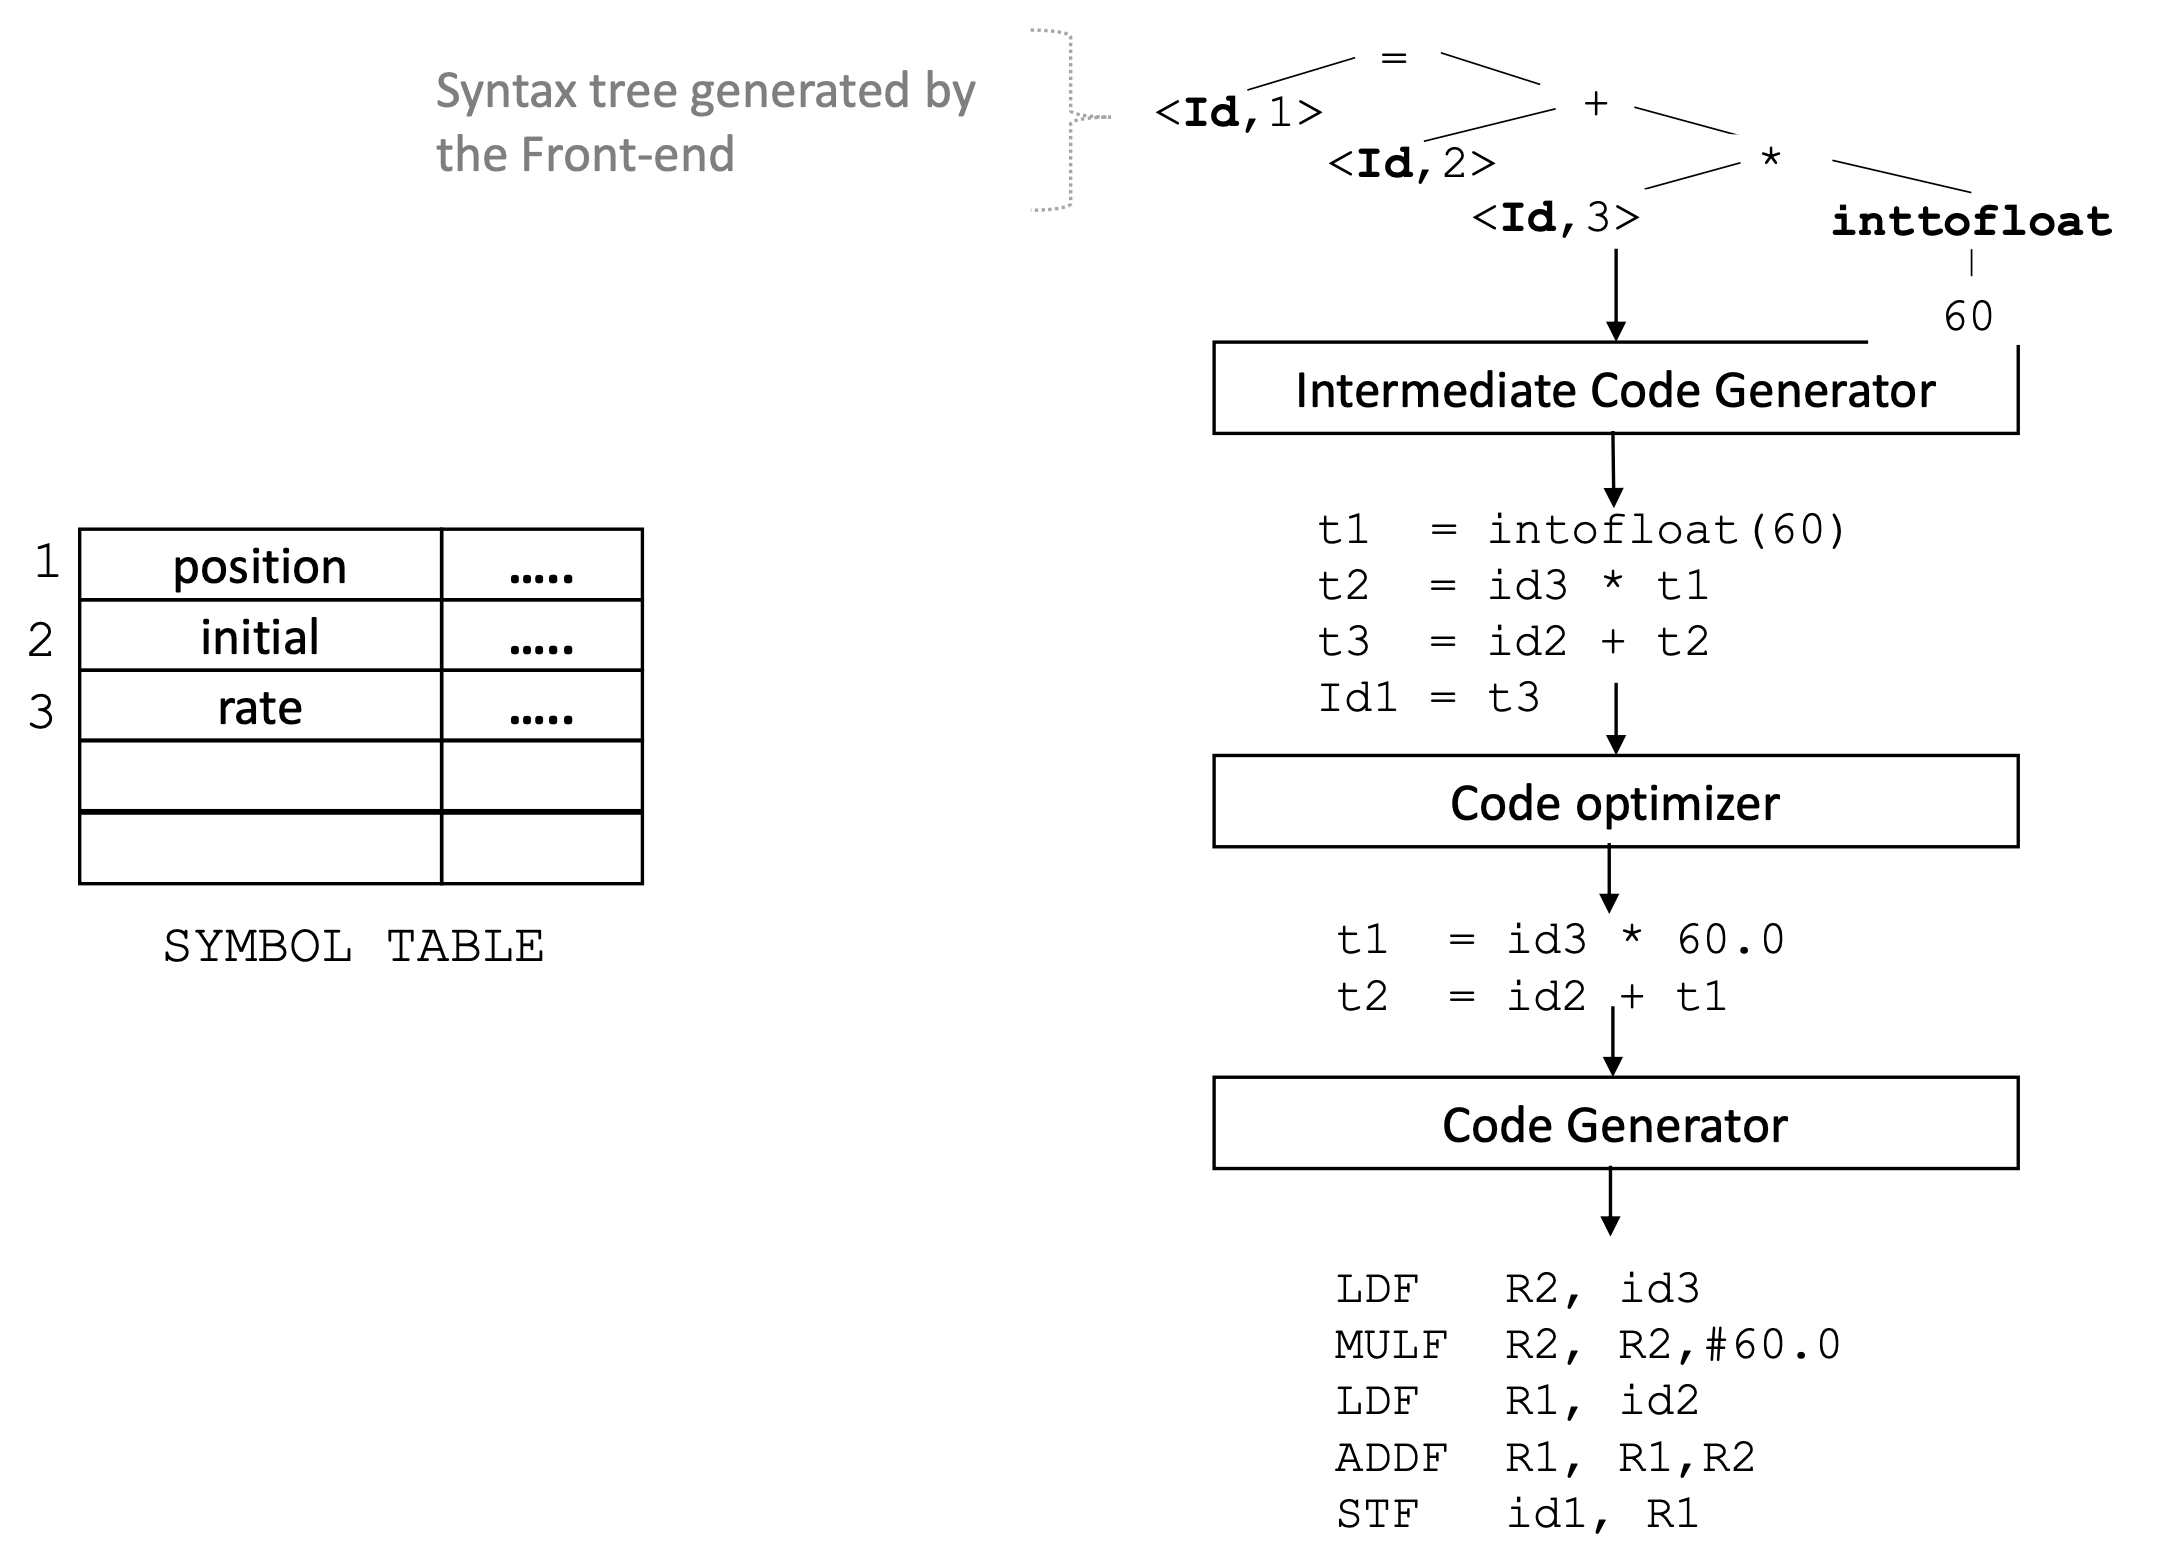 Syntax tree generated by
the Front-end
=
<Id,1>
+
<Id,2>
*
<Id,3>
inttofloat
60
Intermediate Code Generator
t1 = intofloat(60)
t2 = id3 * t1
t3 = id2 + t2
Id1 = t3
Code optimizer
t1 = id3 * 60.0
t2 = id2 + t1
Code Generator
LDF R2, id3
MULF R2, R2,#60.0
LDF R1, id2
ADDF R1, R1,R2
STF id1, R1
1 position .....
2 initial .....
3 rate .....
SYMBOL TABLE